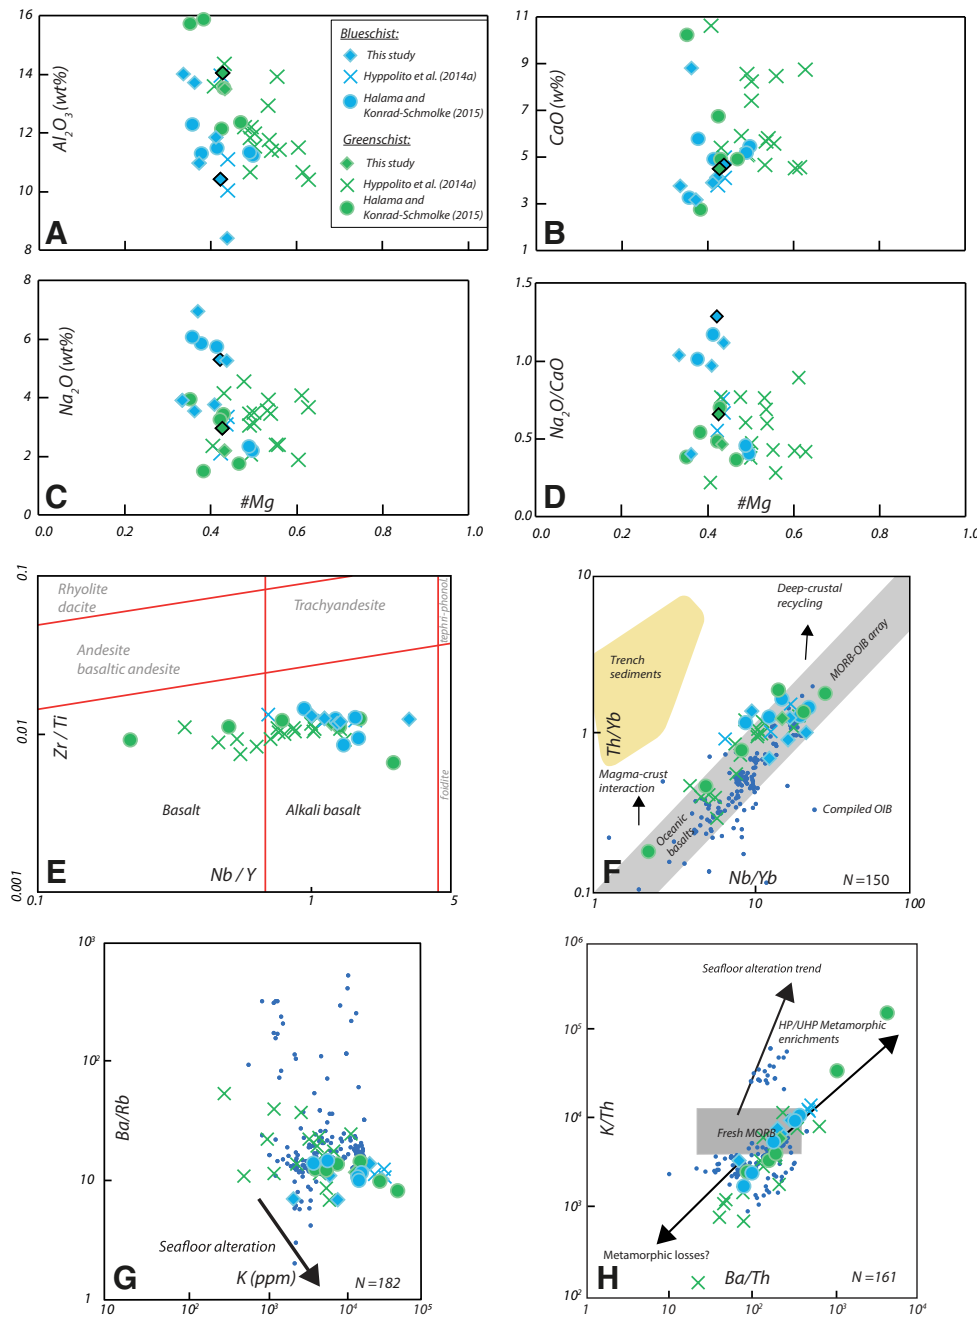 16
14
12
10
8
Al2O3 (wt%)
A
Blueschist:
This study
Hyppolito et al. (2014a)
Halama and
Konrad-Schmolke (2015)
Greenschist:
This study
Hyppolito et al. (2014a)
Halama and
Konrad-Schmolke (2015)
11
9
7
5
3
1
CaO (w%)
B
8
6
4
2
0
Na2O (wt%)
C
#Mg
0.0
0.2
0.4
0.6
0.8
1.0
1.5
1.0
0.5
0.0
Na2O/CaO
D
#Mg
0.0
0.2
0.4
0.6
0.8
1.0
0.1
0.01
0.001
Zr / Ti
Rhyolite
dacite
Trachyandesite
tephri-phonol.
Andesite
basaltic andesite
Basalt
Alkali basalt
foidite
E
Nb / Y
0.1
1
5
10
1
0.1
Th/Yb
Deep-crustal
recycling
MORB-OIB array
Trench
sediments
Magma-crust
interaction
Compiled OIB
Oceanic
basalts
F
Nb/Yb
N =150
1
10
100
10³
10²
10
1
Ba/Rb
Seafloor alteration
G
K (ppm)
N =182
10
10²
10³
10⁴
10⁵
10⁶
10⁵
10⁴
10³
10²
K/Th
Seafloor alteration trend
HP/UHP Metamorphic
enrichments
Fresh MORB
Metamorphic losses?
H
Ba/Th
N =161
1
10
10²
10³
10⁴